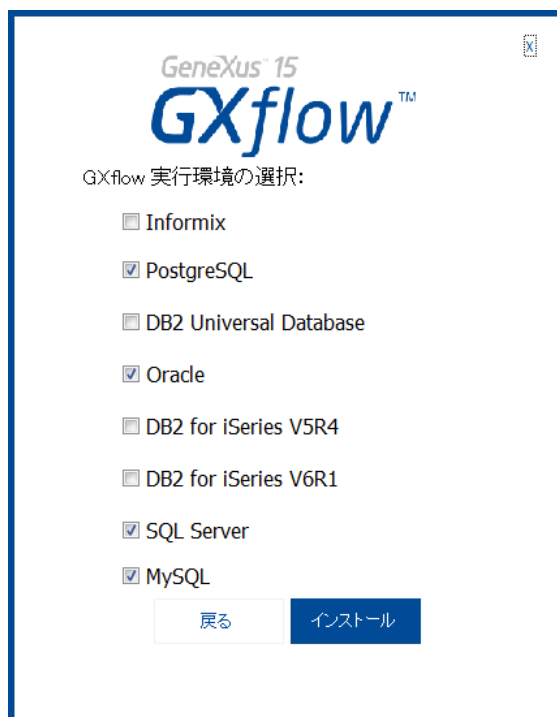 X
GeneXus™ 15
GXflow™
GXflow 実行環境の選択:
Informix
PostgreSQL
DB2 Universal Database
Oracle
DB2 for iSeries V5R4
DB2 for iSeries V6R1
SQL Server
MySQL
戻る
インストール